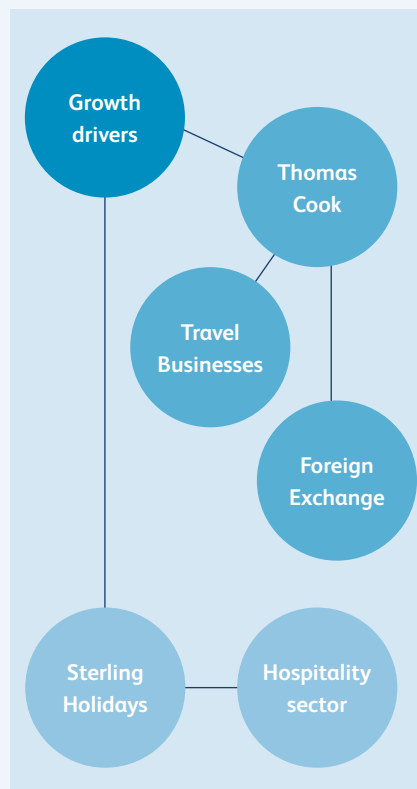 Growth
drivers
Thomas
Cook
Travel
Businesses
Foreign
Exchange
Sterling
Holidays
Hospitality
sector